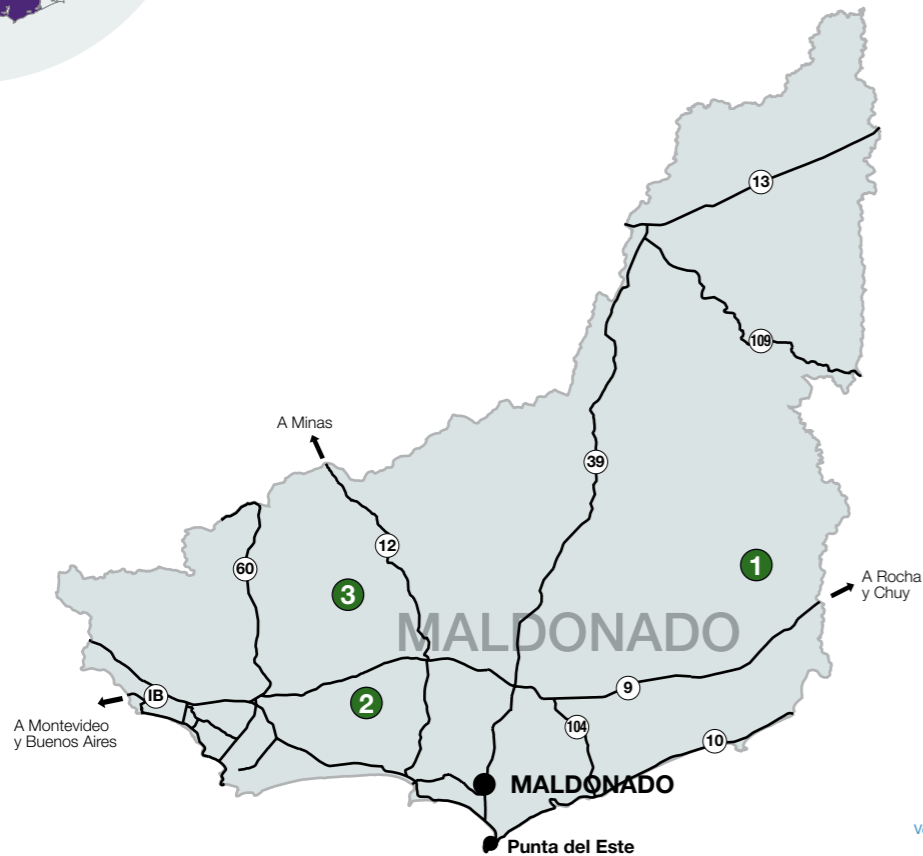 13
109
A Minas
39
12
60
1
A Rocha
y Chuy
3
MALDONADO
9
IB
2
104
A Montevideo
y Buenos Aires
10
MALDONADO
Punta del Este